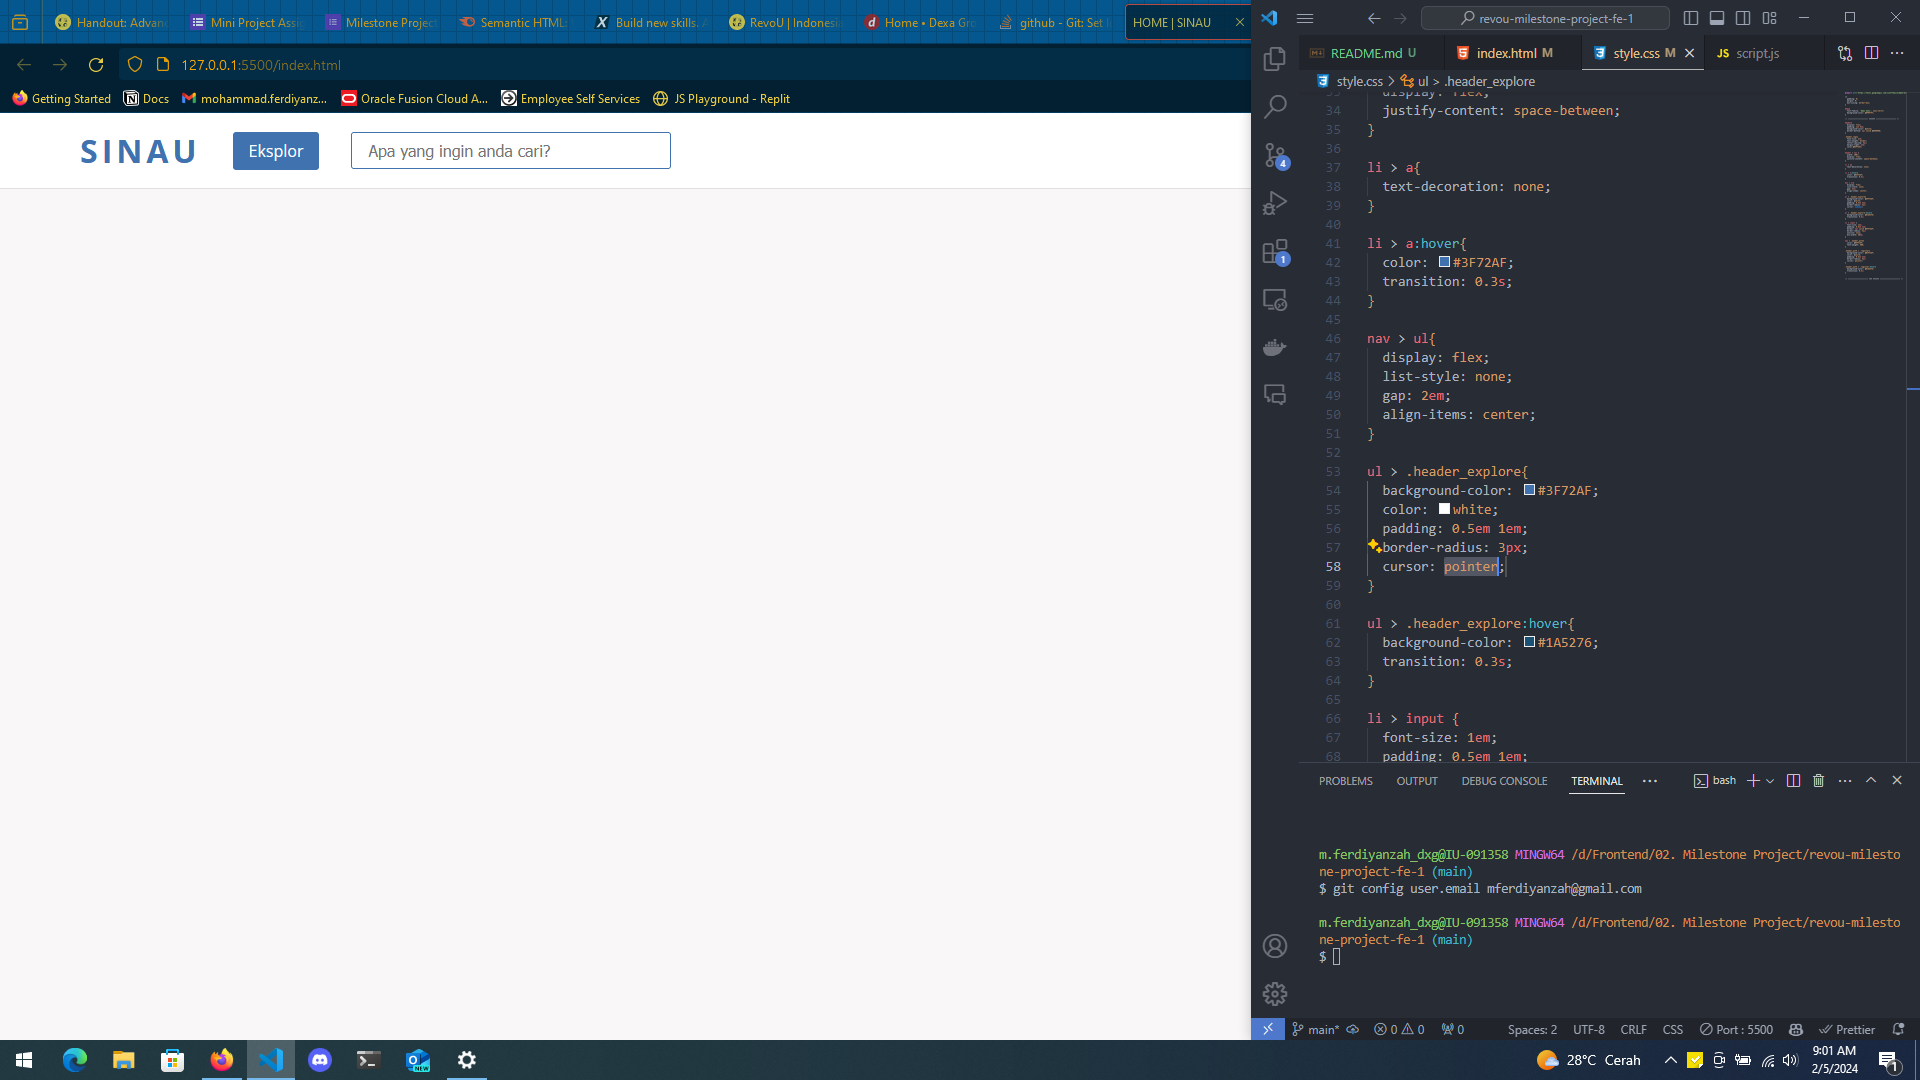 Handout: Advan
Mini Project Assi
Milestone Project
Semantic HTML:
Build new skills. A
RevoU | Indonesi
Home • Dexa Gro
github - Git: Set
HOME | SINAU
127.0.0.1:5500/index.html
Getting Started
Docs
mohammad.ferdiyanz...
Oracle Fusion Cloud A...
Employee Self Services
JS Playground - Replit
SINAU
Eksplor
Apa yang ingin anda cari?
revou-milestone-project-fe-1
README.md U
index.html M
style.css M
JS script.js
style.css > ul > .header_explore
display: flex;
34 justify-content: space-between;
35 }
36
37 li > a{
38 text-decoration: none;
39 }
40
41 li > a:hover{
42 color: #3F72AF;
43 transition: 0.3s;
44 }
45
46 nav > ul{
47 display: flex;
48 list-style: none;
49 gap: 2em;
50 align-items: center;
51 }
52
53 ul > .header_explore{
54 background-color: #3F72AF;
55 color: white;
56 padding: 0.5em 1em;
57 border-radius: 3px;
58 cursor: pointer;
59 }
60
61 ul > .header_explore:hover{
62 background-color: #1A5276;
63 transition: 0.3s;
64 }
65
66 li > input {
67 font-size: 1em;
68 padding: 0.5em 1em;
4
1
PROBLEMS
OUTPUT
DEBUG CONSOLE
TERMINAL
bash
m.ferdiyanzah_dxg@IU-091358 MINGW64 /d/Frontend/02. Milestone Project/revou-milesto
ne-project-fe-1 (main)
$ git config user.email mferdiyanzah@gmail.com
m.ferdiyanzah_dxg@IU-091358 MINGW64 /d/Frontend/02. Milestone Project/revou-milesto
ne-project-fe-1 (main)
$
main*
0 0
0
Spaces: 2
UTF-8
CRLF
CSS
Port : 5500
Prettier
28°C Cerah
9:01 AM
2/5/2024
1